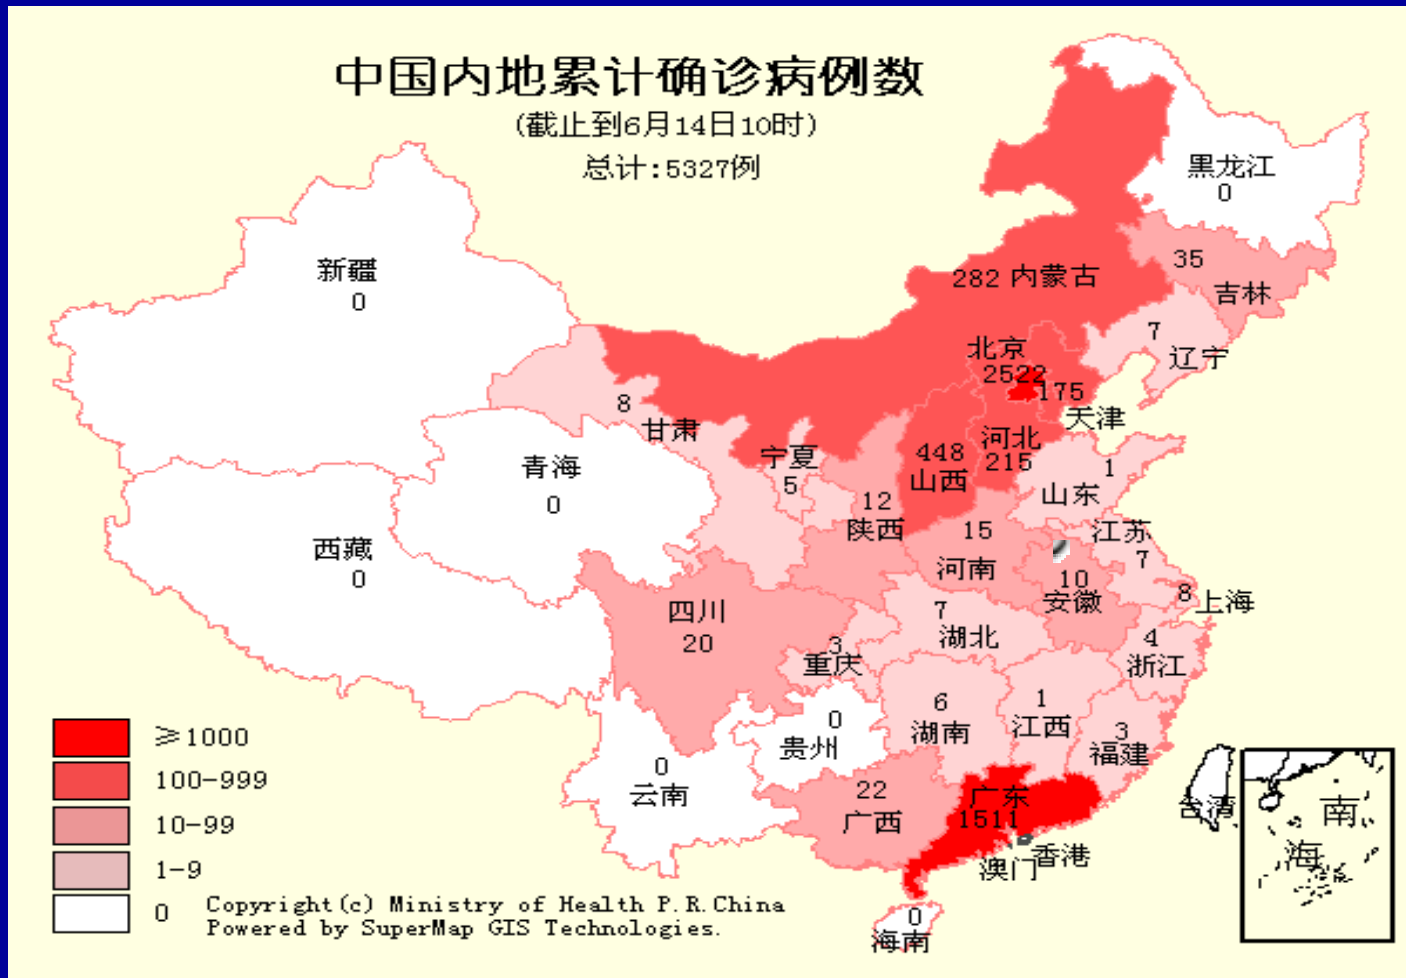 中国内地累计确诊病例数
(截止到6月14日10时)
总计:5327例
黑龙江
0
新疆
0
282 内蒙古
35
吉林
7
辽宁
北京
2522
175
天津
8
甘肃
宁夏
5
448
山西
河北
215
1
山东
青海
0
12
陕西
15
河南
江苏
7
西藏
0
10
安徽
8
上海
四川
20
3
重庆
7
湖北
4
浙江
6
湖南
1
江西
3
福建
0
贵州
0
云南
22
广西
广东
1511
澳门
香港
台湾
0
海南
南
海
≥1000
100-999
10-99
1-9
0
Copyright(c) Ministry of Health P.R.China
Powered by SuperMap GIS Technologies.